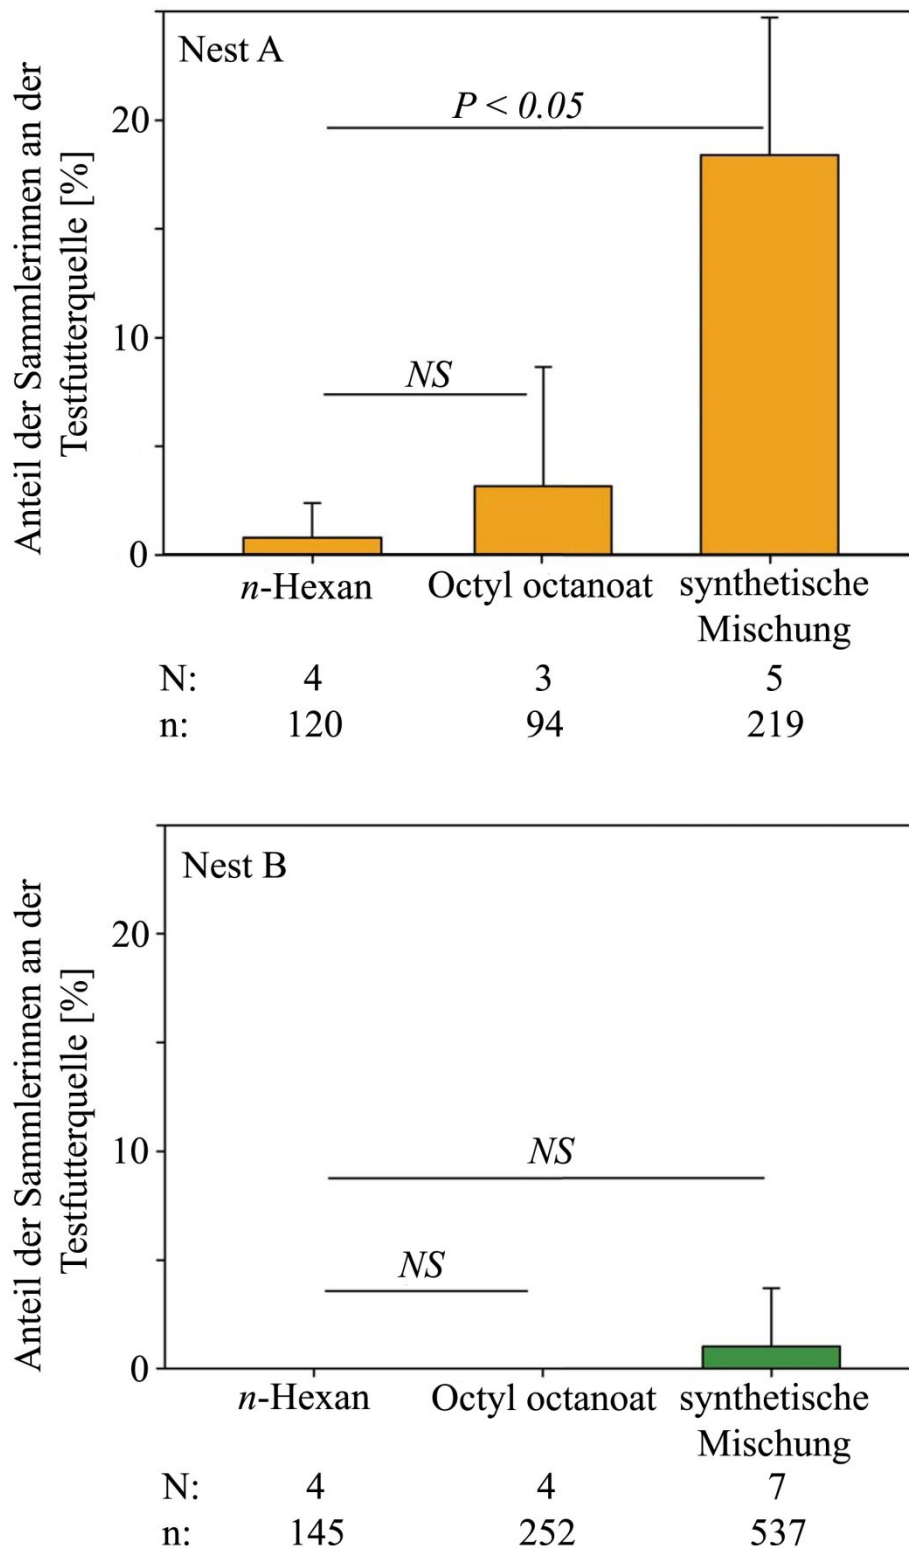 Nest A
Anteil der Sammlerinnen an der
Testfutterquelle [%]
20
10
0
P < 0.05
NS
n-Hexan
Octyl octanoat
synthetische
Mischung
N: 4 3 5
n: 120 94 219
Nest B
Anteil der Sammlerinnen an der
Testfutterquelle [%]
20
10
0
NS
NS
n-Hexan
Octyl octanoat
synthetische
Mischung
N: 4 4 7
n: 145 252 537